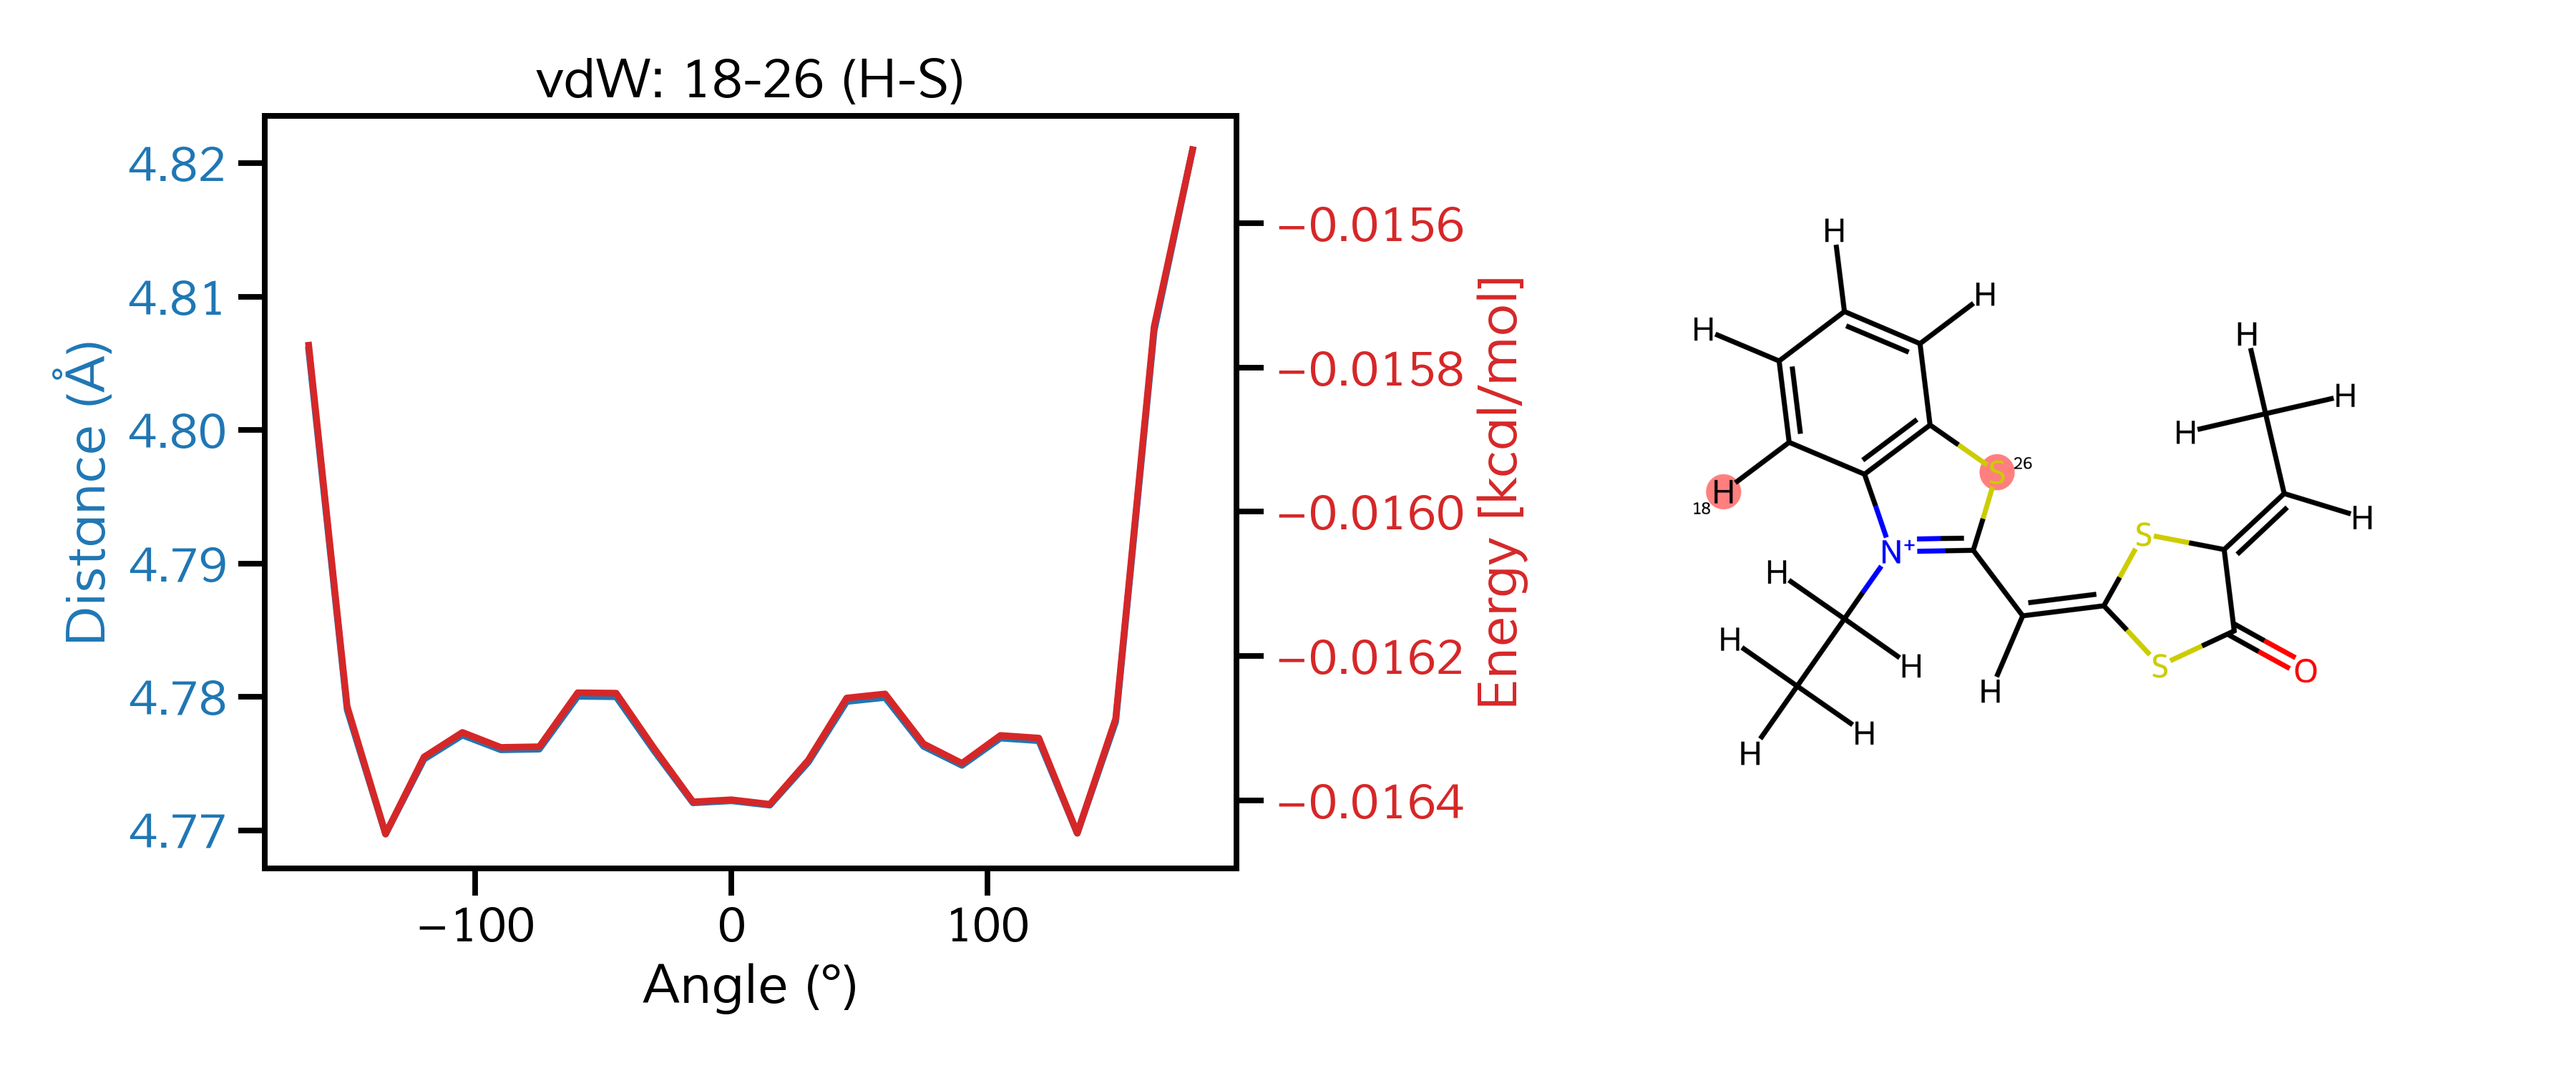 vdW: 18-26 (H-S)
4.82
4.81
4.80
4.79
4.78
4.77
Distance (Å)
−0.0156
−0.0158
−0.0160
−0.0162
−0.0164
Energy [kcal/mol]
−100
0
100
Angle (°)
H
H
H
H
H
H
S 26
H
18
S
H
N+
H
H
H
S
O
H
H
H